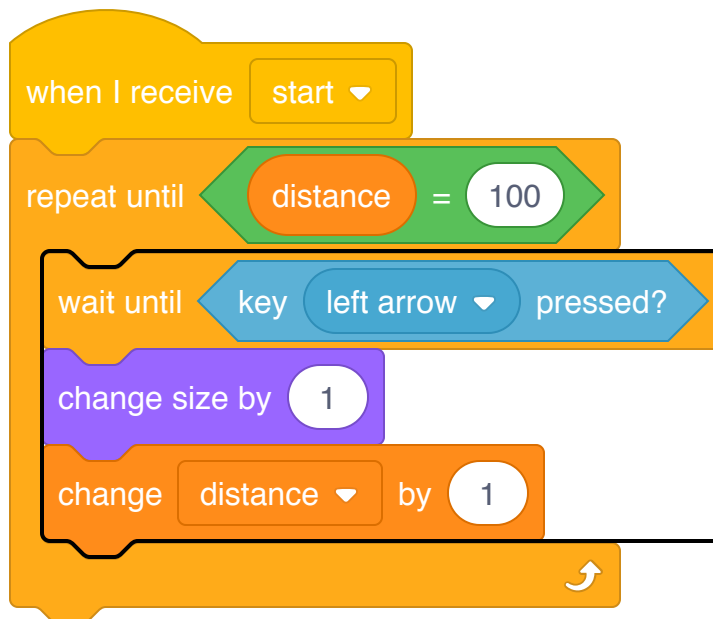 when I receive start
repeat until distance = 100
wait until key left arrow pressed?
change size by 1
change distance by 1